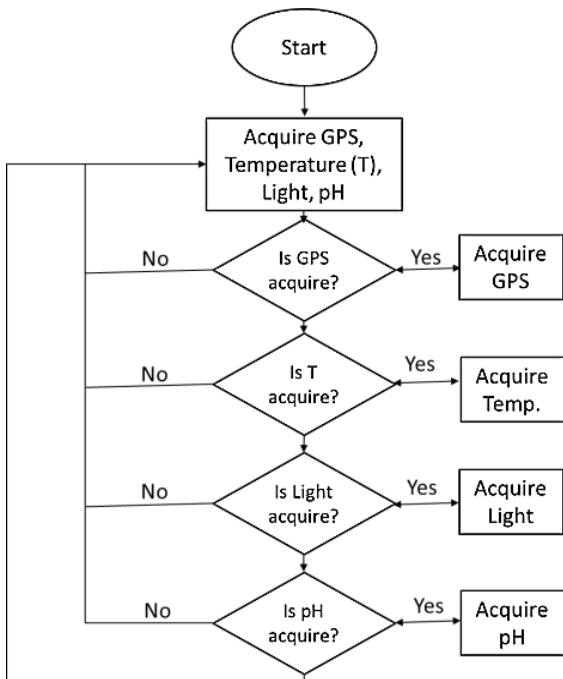 Start
Acquire GPS,
Temperature (T),
Light, pH
No
Is GPS
acquire?
Yes
Acquire
GPS
No
Is T
acquire?
Yes
Acquire
Temp.
No
Is Light
acquire?
Yes
Acquire
Light
No
Is pH
acquire?
Yes
Acquire
pH